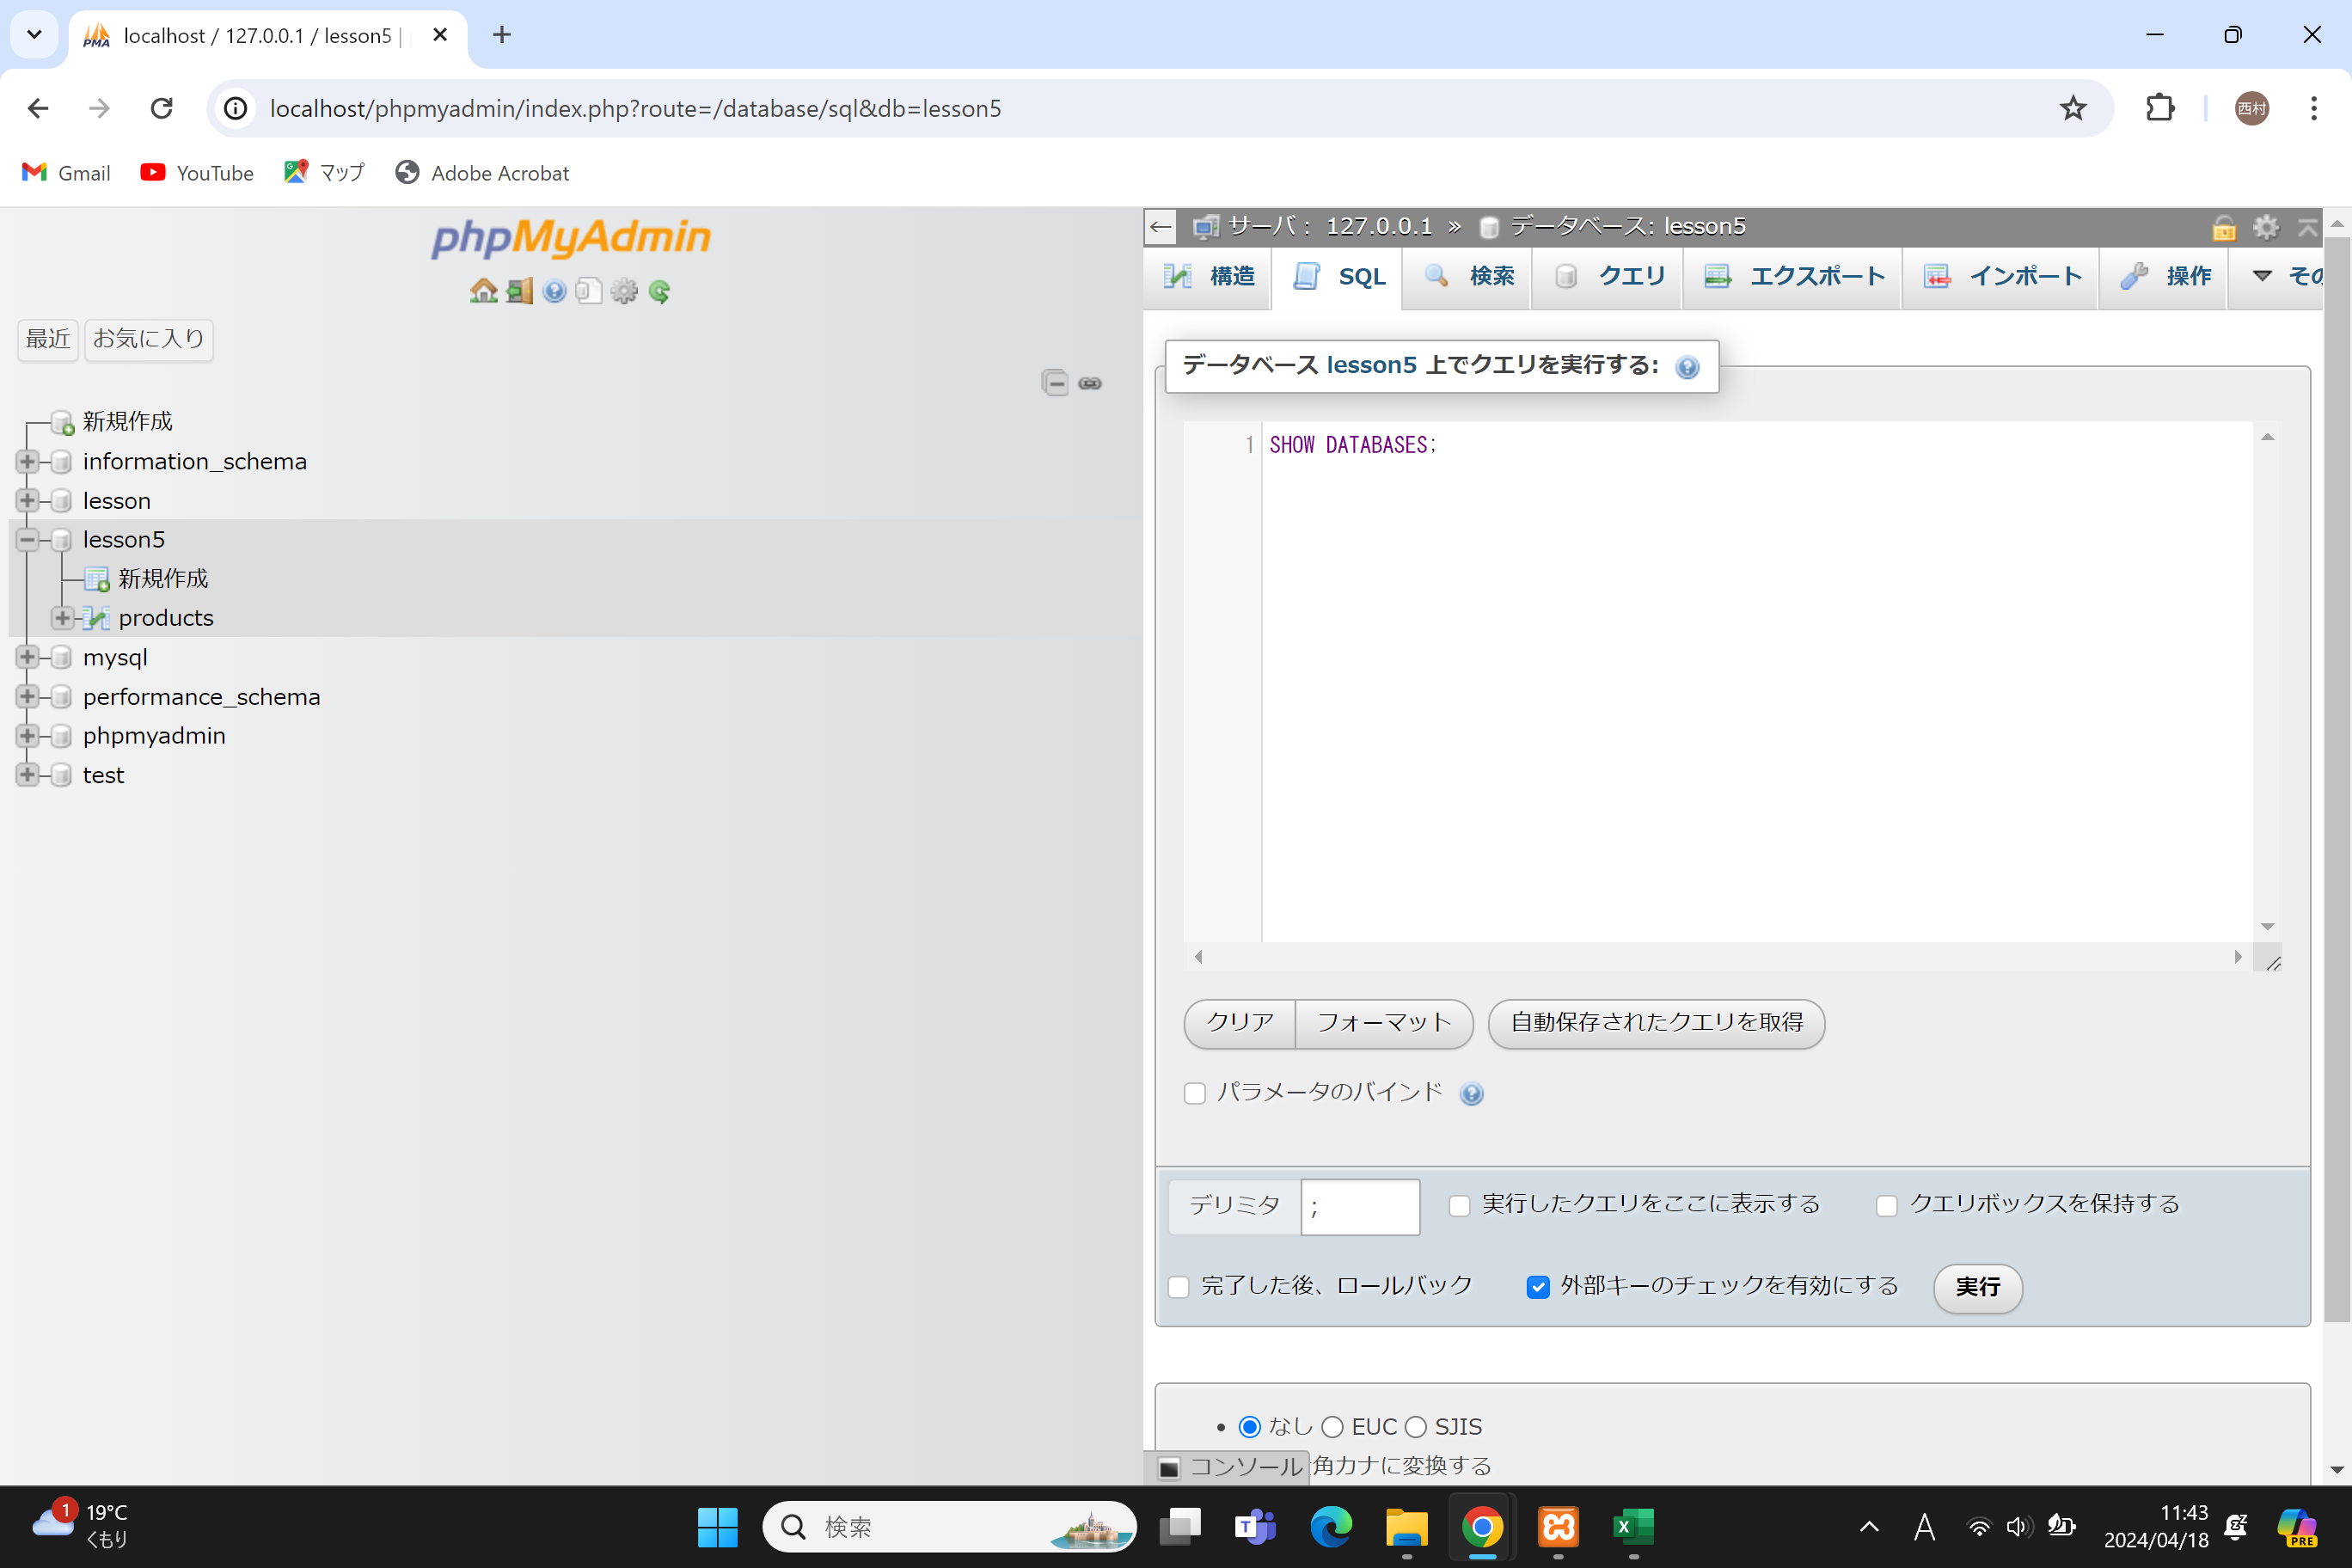 localhost / 127.0.0.1 / lesson5 |
localhost/phpmyadmin/index.php?route=/database/sql&db=lesson5
西村
Gmail
YouTube
マップ
Adobe Acrobat
phpMyAdmin
最近
お気に入り
新規作成
information_schema
lesson
lesson5
新規作成
products
mysql
performance_schema
phpmyadmin
test
サーバ： 127.0.0.1 » データベース: lesson5
構造
SQL
検索
クエリ
エクスポート
インポート
操作
その
データベース lesson5 上でクエリを実行する:
1 SHOW DATABASES;
クリア
フォーマット
自動保存されたクエリを取得
パラメータのバインド
デリミタ ;
実行したクエリをここに表示する
クエリボックスを保持する
完了した後、ロールバック
外部キーのチェックを有効にする
実行
なし EUC SJIS
コンソール
角カナに変換する
1
19°C
くもり
検索
A
11:43
2024/04/18
PRE